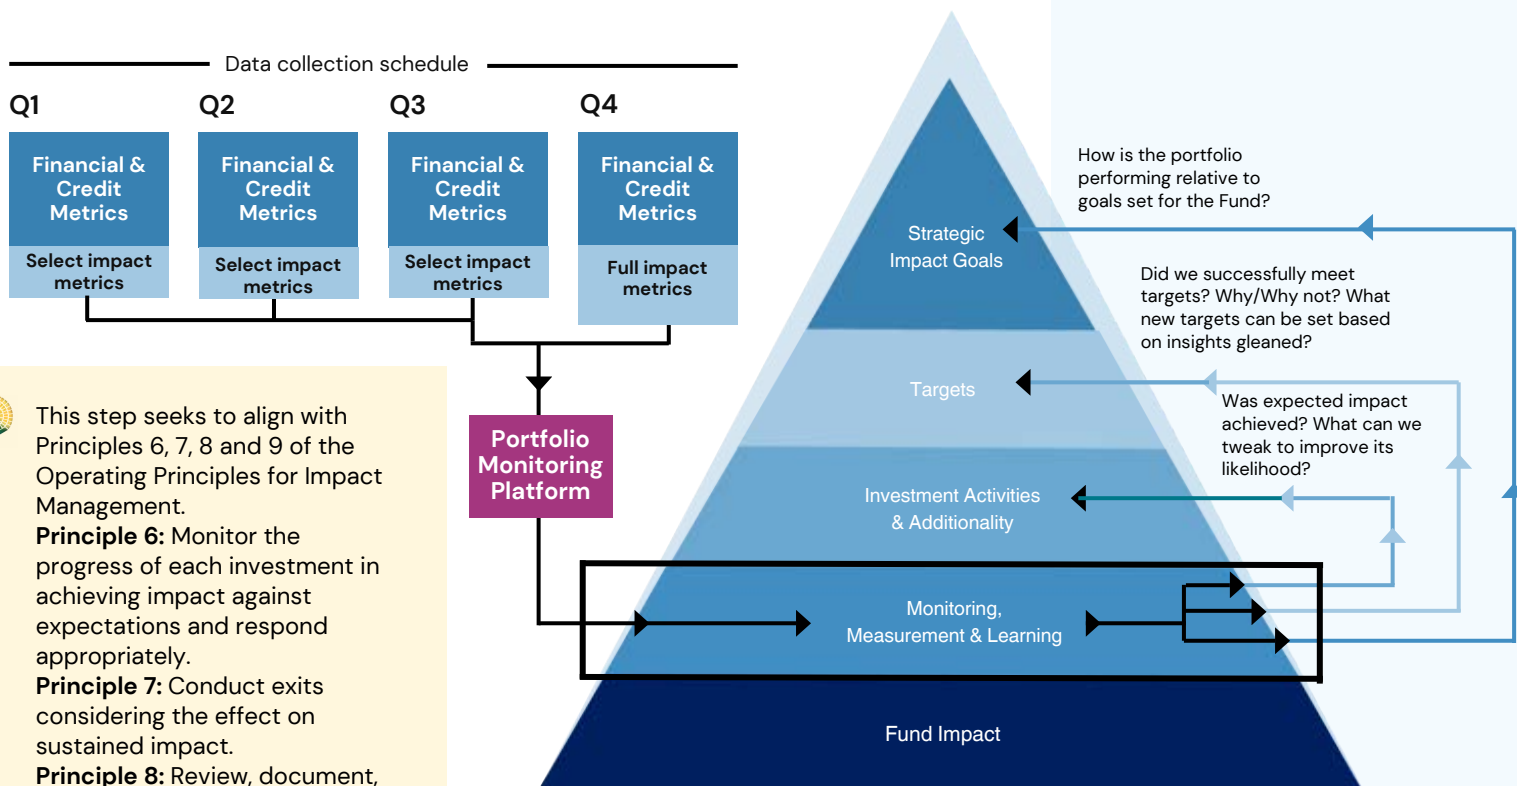 Data collection schedule
Q1
Q2
Q3
Q4
Financial &
Credit
Metrics
Select impact
metrics
Financial &
Credit
Metrics
Select impact
metrics
Financial &
Credit
Metrics
Select impact
metrics
Financial &
Credit
Metrics
Full impact
metrics
Portfolio
Monitoring
Platform
This step seeks to align with
Principles 6, 7, 8 and 9 of the
Operating Principles for Impact
Management.
Principle 6: Monitor the
progress of each investment in
achieving impact against
expectations and respond
appropriately.
Principle 7: Conduct exits
considering the effect on
sustained impact.
Principle 8: Review, document,
Strategic
Impact Goals
Targets
Investment Activities
& Additionality
Monitoring,
Measurement & Learning
Fund Impact
How is the portfolio
performing relative to
goals set for the Fund?
Did we successfully meet
targets? Why/Why not? What
new targets can be set based
on insights gleaned?
Was expected impact
achieved? What can we
tweak to improve its
likelihood?